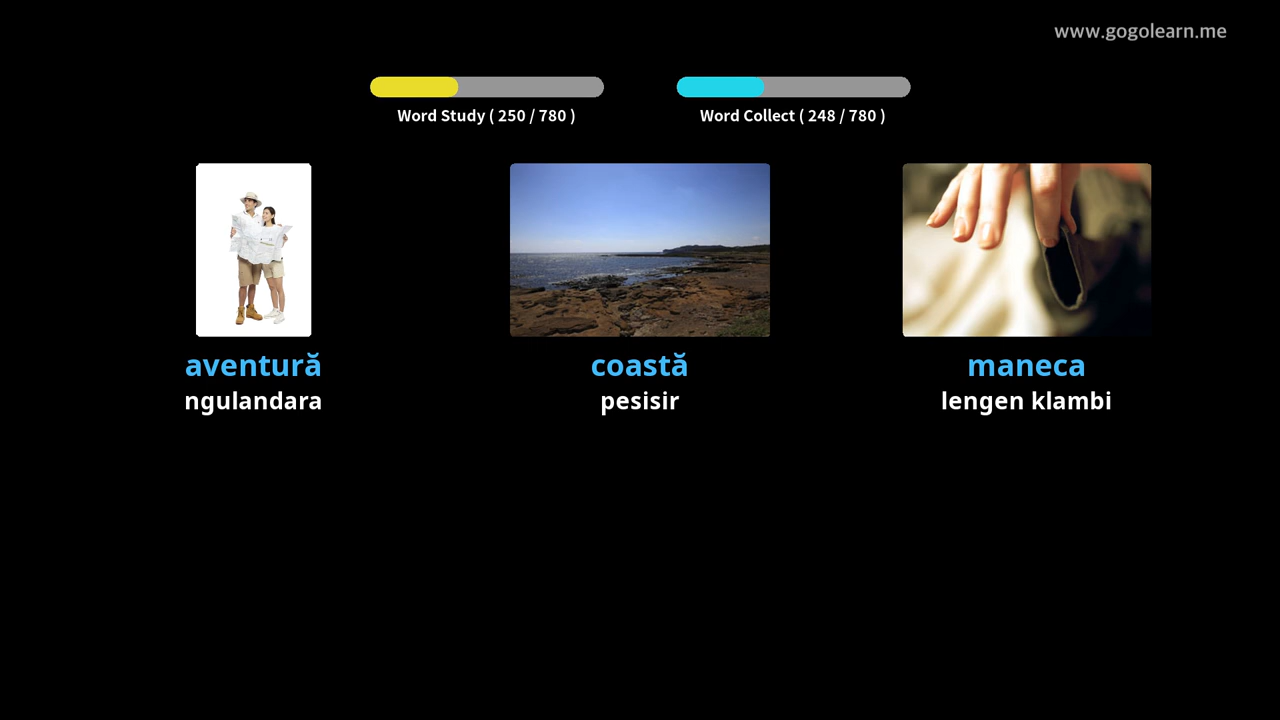 www.gogolearn.me
Word Study ( 250 / 780 )
Word Collect ( 248 / 780 )
aventură
ngulandara
coastă
pesisir
maneca
lengen klambi